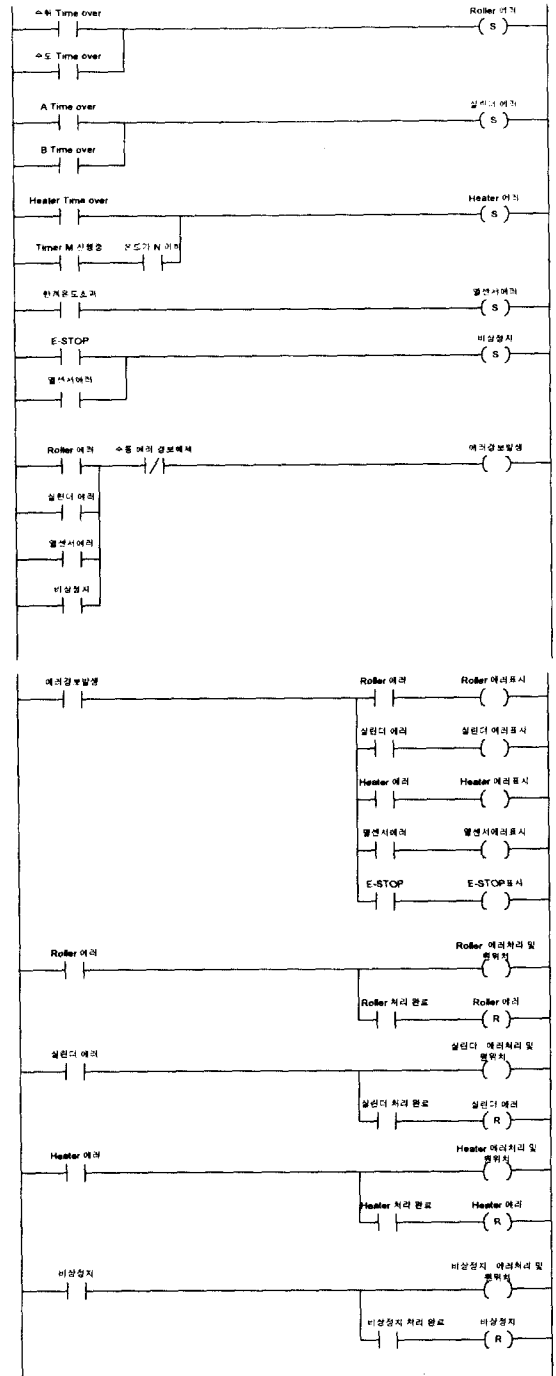 Time over
Roller 에러
S
수도 Time over
A Time over
실린더 에러
S
B Time over
Heater Time over
Heater 에러
S
Timer M 진행중
온도가 N 이하
한계온도초과
열센서에러
S
E-STOP
비상정지
S
열센서에러
Roller 에러
수동 에러 경보해제
에러경보발생
실린더 에러
열센서에러
비상정지
에러경보발생
Roller 에러
Roller 에러표시
실린더 에러
실린더 에러표시
Heater 에러
Heater 에러표시
열센서에러
열센서에러표시
E-STOP
E-STOP표시
Roller 에러
Roller 에러처리 및
원위치
Roller 처리 완료
Roller 에러
R
실린더 에러
실린다 에러처리 및
원위치
실린더 처리 완료
실린더 에러
R
Heater 에러
Heater 에러처리 및
원위치
Heater 처리 완료
Heater 에러
R
비상정지
비상정지 에러처리 및
원위치
비상정지 처리 완료
비상정지
R